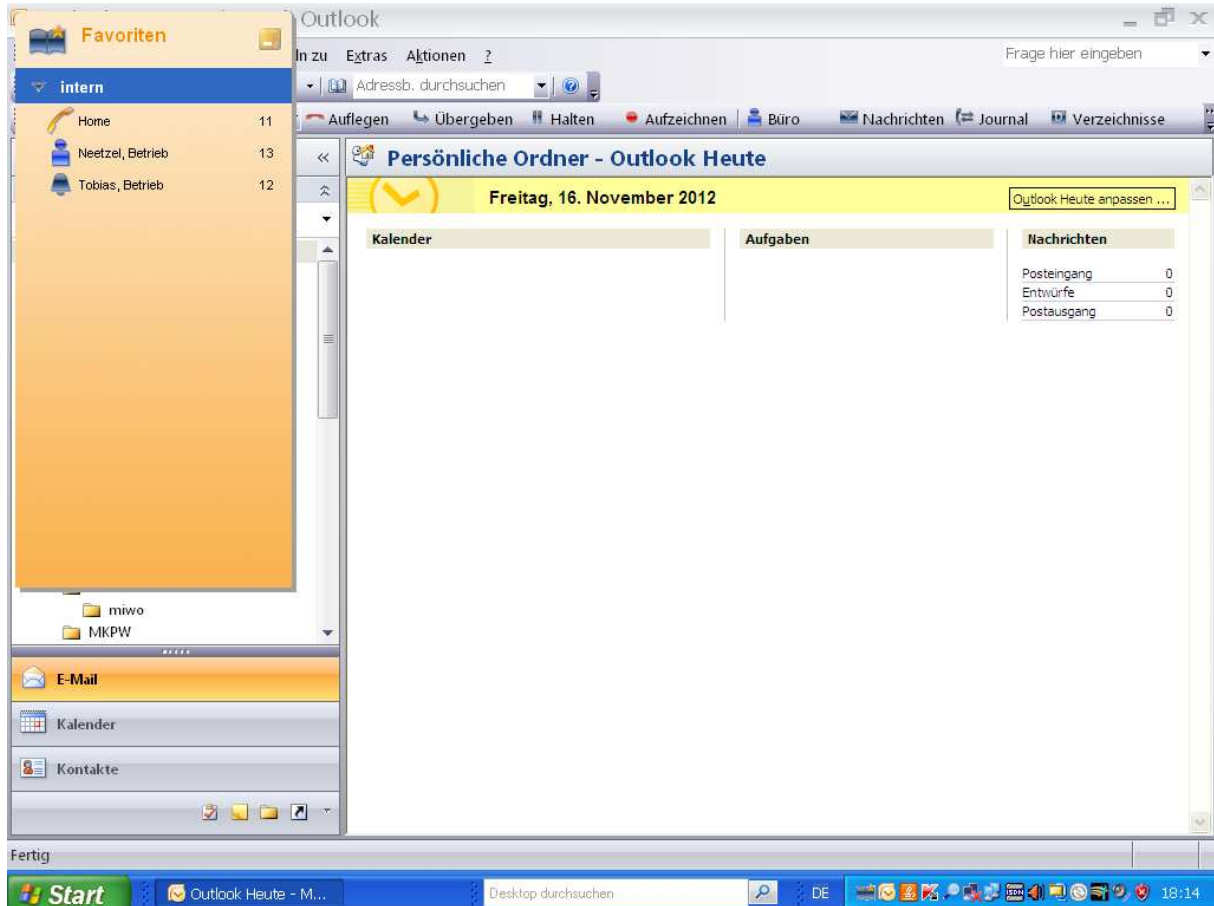 Outlook
Favoriten
ln zu Extras Aktionen ?
Frage hier eingeben
intern
Adressb. durchsuchen
Home 11
Auflegen Übergeben Halten Aufzeichnen Büro Nachrichten Journal Verzeichnisse
Neetzel, Betrieb 13
Persönliche Ordner - Outlook Heute
Tobias, Betrieb 12
Freitag, 16. November 2012
Outlook Heute anpassen ...
Kalender Aufgaben Nachrichten
Posteingang 0
Entwürfe 0
Postausgang 0
miwo
MKPW
E-Mail
Kalender
Kontakte
Fertig
Start Outlook Heute - M... Desktop durchsuchen DE ISDN 18:14